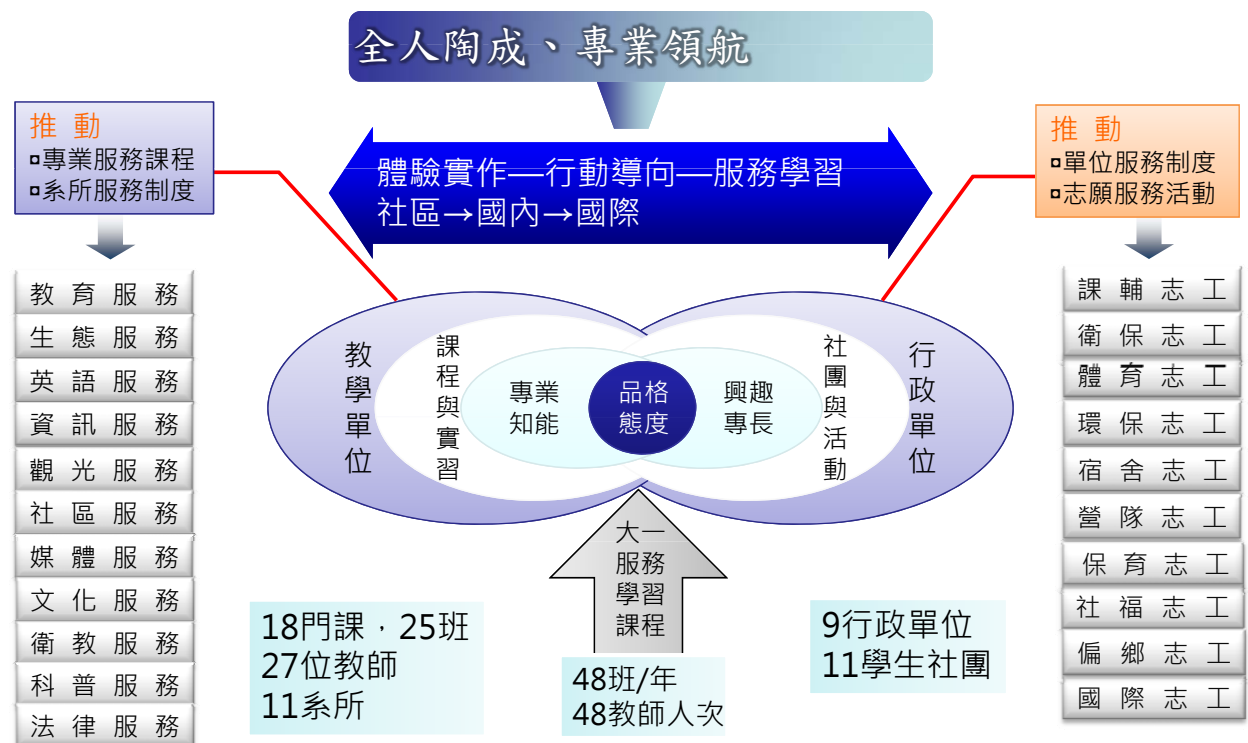 全人陶成、專業領航
推 動
▫專業服務課程
▫系所服務制度
體驗實作—行動導向—服務學習
社區→國內→國際
推 動
▫單位服務制度
▫志願服務活動
教育服務
生態服務
英語服務
資訊服務
觀光服務
社區服務
媒體服務
文化服務
衛教服務
科普服務
法律服務
教學單位
課程與實習
專業
知能
品格
態度
興趣
專長
社團與活動
行政單位
大一
服務
學習
課程
18門課，25班
27位教師
11系所
48班/年
48教師人次
9行政單位
11學生社團
課輔志工
衛保志工
體育志工
環保志工
宿舍志工
營隊志工
保育志工
社福志工
偏鄉志工
國際志工